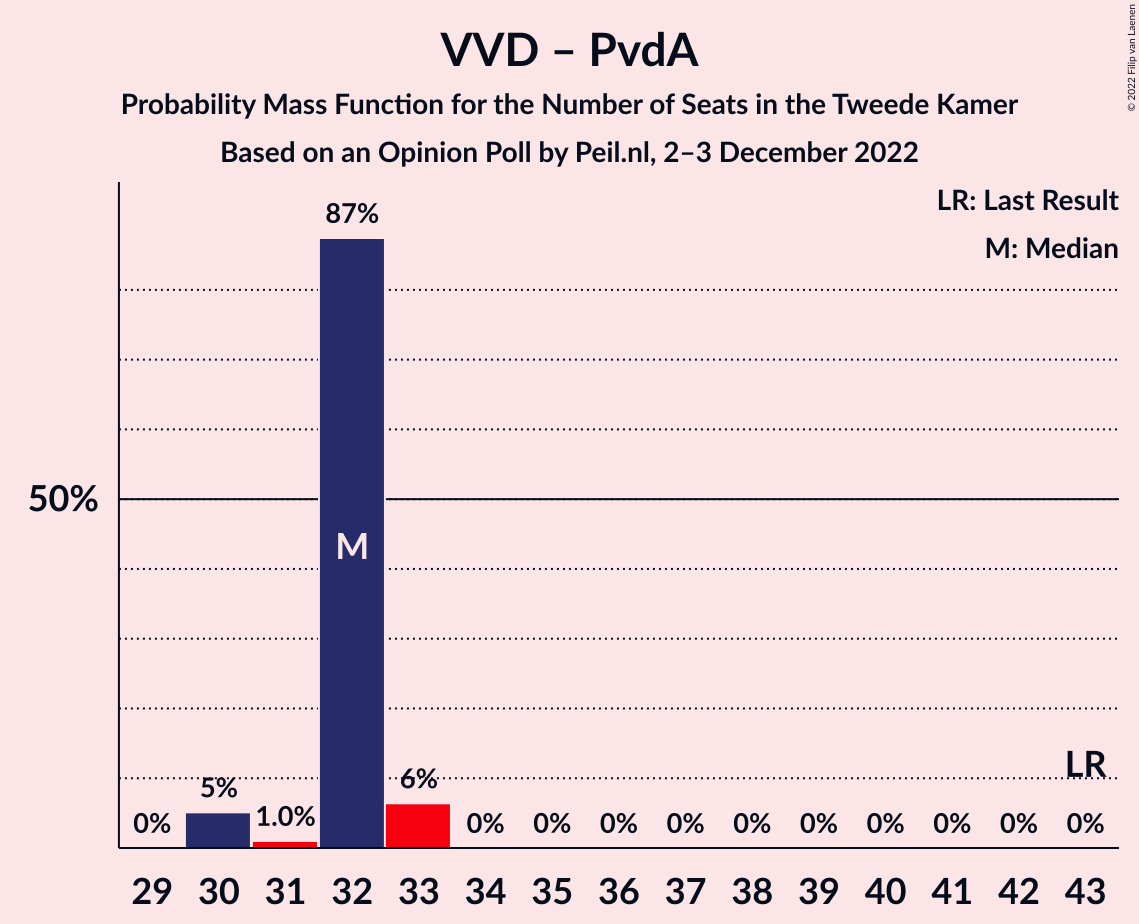 VVD – PvdA
Probability Mass Function for the Number of Seats in the Tweede Kamer
Based on an Opinion Poll by Peil.nl, 2–3 December 2022
© 2022 Filip van Laenen
LR: Last Result
M: Median
87%
50%
M
LR
5%
6%
0%
1.0%
0%
0%
0%
0%
0%
0%
0%
0%
0%
0%
29 30 31 32 33 34 35 36 37 38 39 40 41 42 43